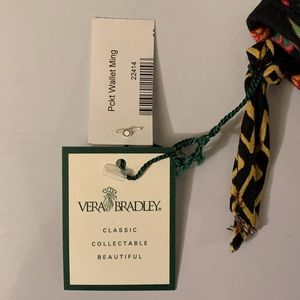 Pckt Wallet Ming
22414
VERA BRADLEY®
CLASSIC
COLLECTABLE
BEAUTIFUL